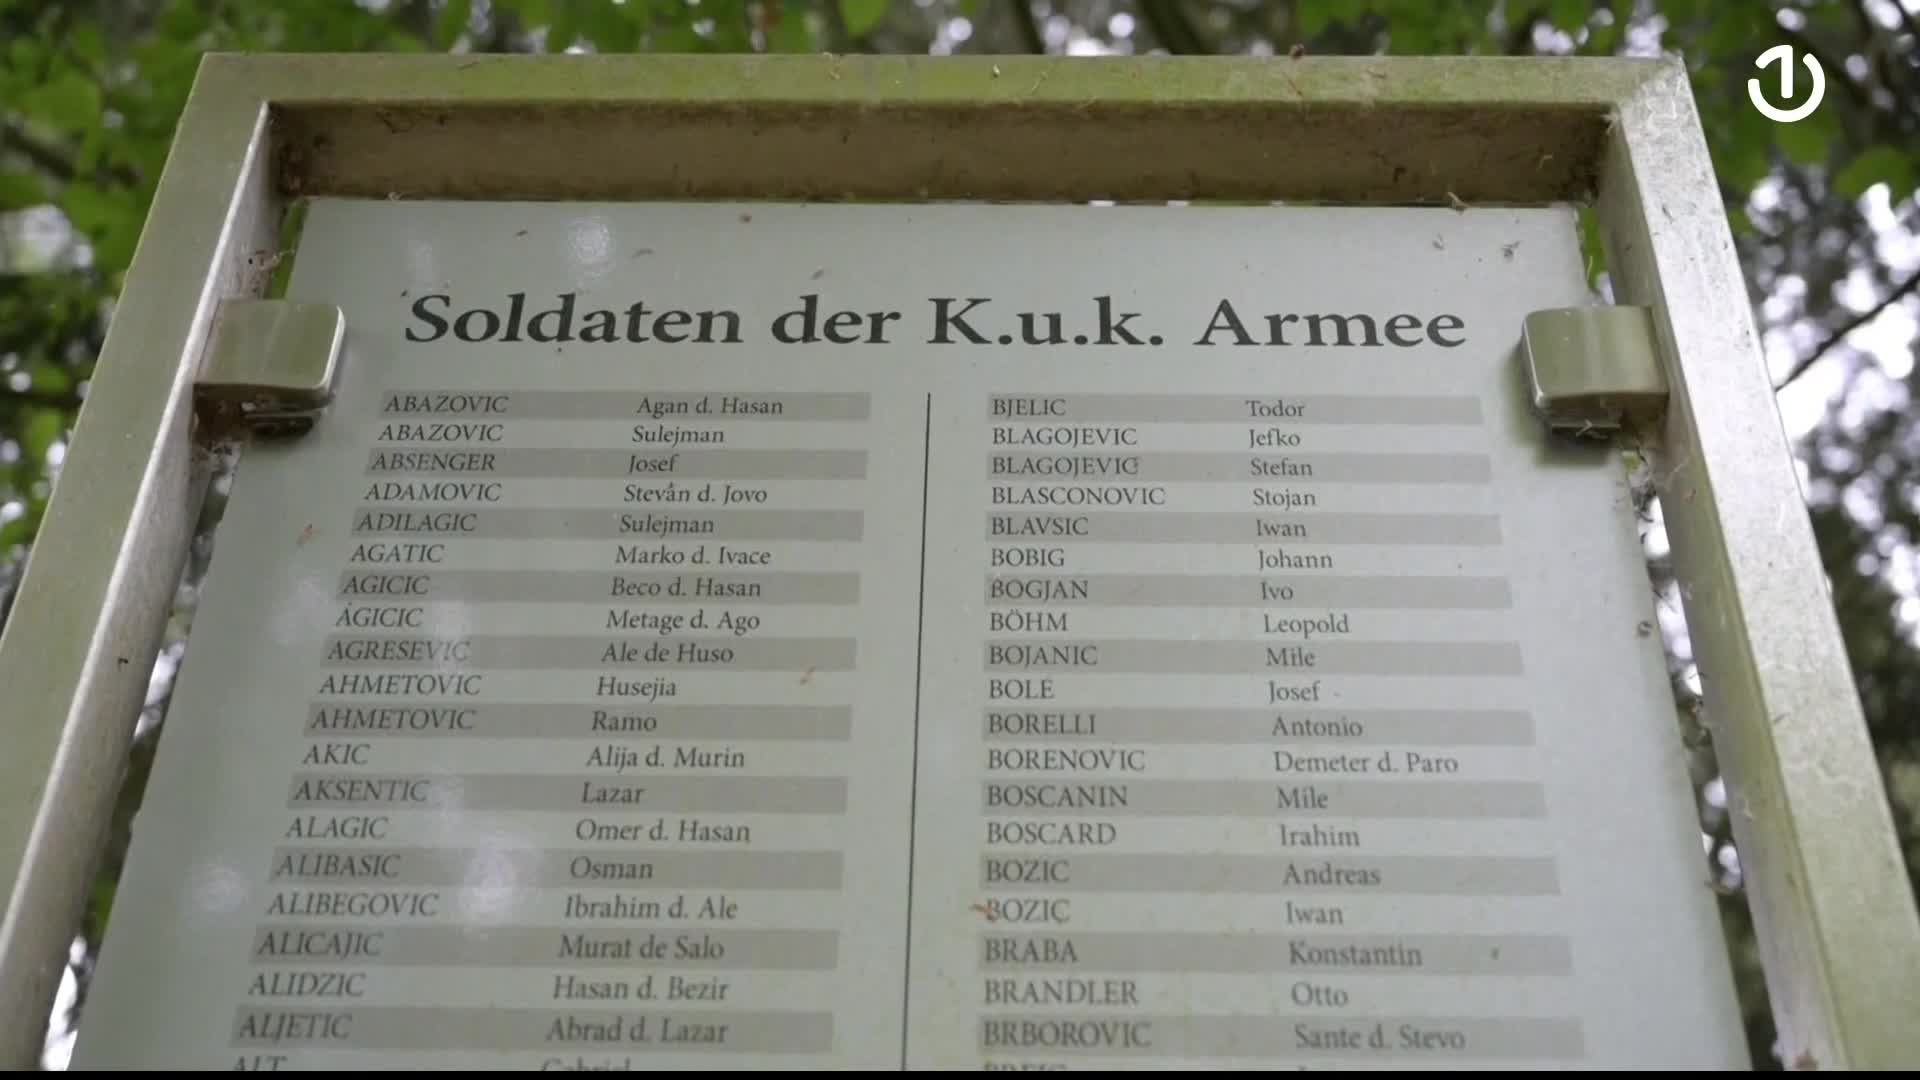 Soldaten der K.u.k. Armee
ABAZOVIC Agan d. Hasan
ABAZOVIC Sulejman
ABSENGER Josef
ADAMOVIC Stevan d. Jovo
ADILAGIC Sulejman
AGATIC Marko d. Ivace
AGICIC Beco d. Hasan
AGICIC Metage d. Ago
AGRESEVIC Ale de Huso
AHMETOVIC Husejia
AHMETOVIC Ramo
AKIC Alija d. Murin
AKSENTIC Lazar
ALAGIC Omer d. Hasan
ALIBASIC Osman
ALIBEGOVIC Ibrahim d. Ale
ALICAJIC Murat de Salo
ALIDZIC Hasan d. Bezir
ALJETIC Abrad d. Lazar
ALT Gabriel
BJELIC Todor
BLAGOJEVIC Jefko
BLAGOJEVIC Stefan
BLASCONOVIC Stojan
BLAVSIC Iwan
BOBIG Johann
BOGJAN Ivo
BÖHM Leopold
BOJANIC Mile
BOLE Josef
BORELLI Antonio
BORENOVIC Demeter d. Paro
BOSCANIN Mile
BOSCARD Irahim
BOZIC Andreas
BOZIC Iwan
BRABA Konstantin
BRANDLER Otto
BRBOROVIC Sante d. Stevo